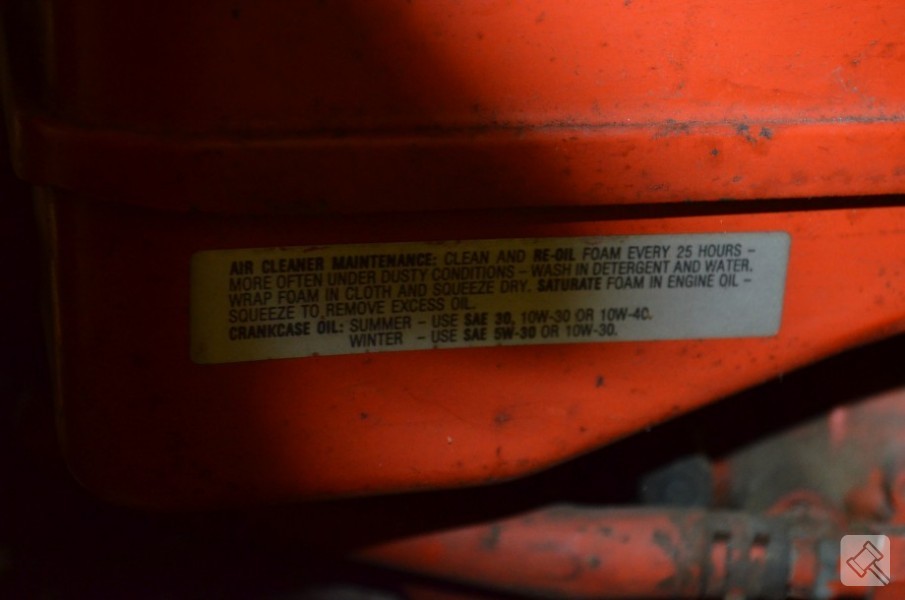 AIR CLEANER MAINTENANCE: CLEAN AND RE-OIL FOAM EVERY 25 HOURS –
MORE OFTEN UNDER DUSTY CONDITIONS – WASH IN DETERGENT AND WATER.
WRAP FOAM IN CLOTH AND SQUEEZE DRY. SATURATE FOAM IN ENGINE OIL –
SQUEEZE TO REMOVE EXCESS OIL.
CRANKCASE OIL: SUMMER – USE SAE 30, 10W-30 OR 10W-40.
WINTER – USE SAE 5W-30 OR 10W-30.